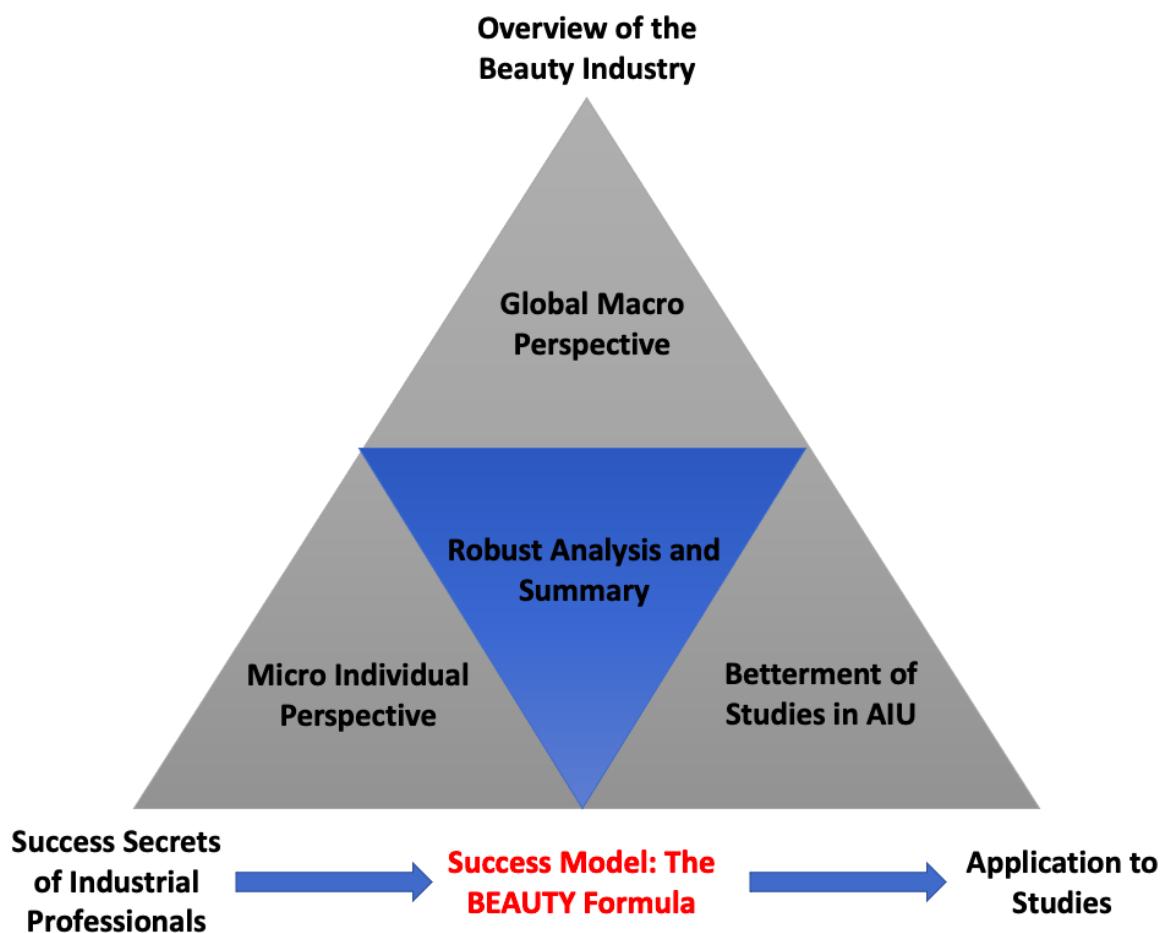 Overview of the
Beauty Industry
Global Macro
Perspective
Robust Analysis and
Summary
Micro Individual
Perspective
Betterment of
Studies in AIU
Success Secrets
of Industrial
Professionals
Success Model: The
BEAUTY Formula
Application to
Studies